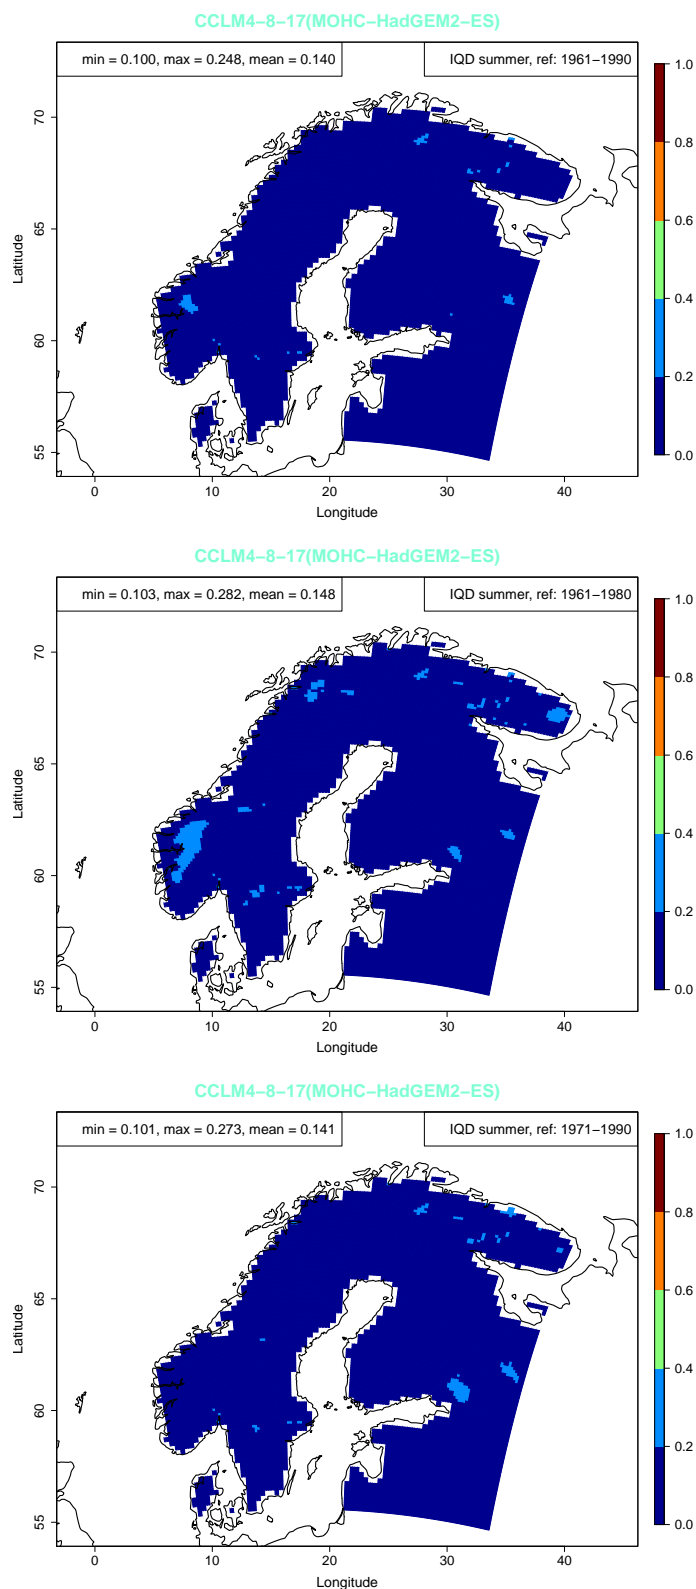 CCLM4−8−17(MOHC−HadGEM2−ES)
min = 0.100, max = 0.248, mean = 0.140
IQD summer, ref: 1961−1990
1.0
0.8
0.6
0.4
0.2
0.0
70
65
60
55
Latitude
0 10 20 30 40
Longitude
CCLM4−8−17(MOHC−HadGEM2−ES)
min = 0.103, max = 0.282, mean = 0.148
IQD summer, ref: 1961−1980
1.0
0.8
0.6
0.4
0.2
0.0
70
65
60
55
Latitude
0 10 20 30 40
Longitude
CCLM4−8−17(MOHC−HadGEM2−ES)
min = 0.101, max = 0.273, mean = 0.141
IQD summer, ref: 1971−1990
1.0
0.8
0.6
0.4
0.2
0.0
70
65
60
55
Latitude
0 10 20 30 40
Longitude